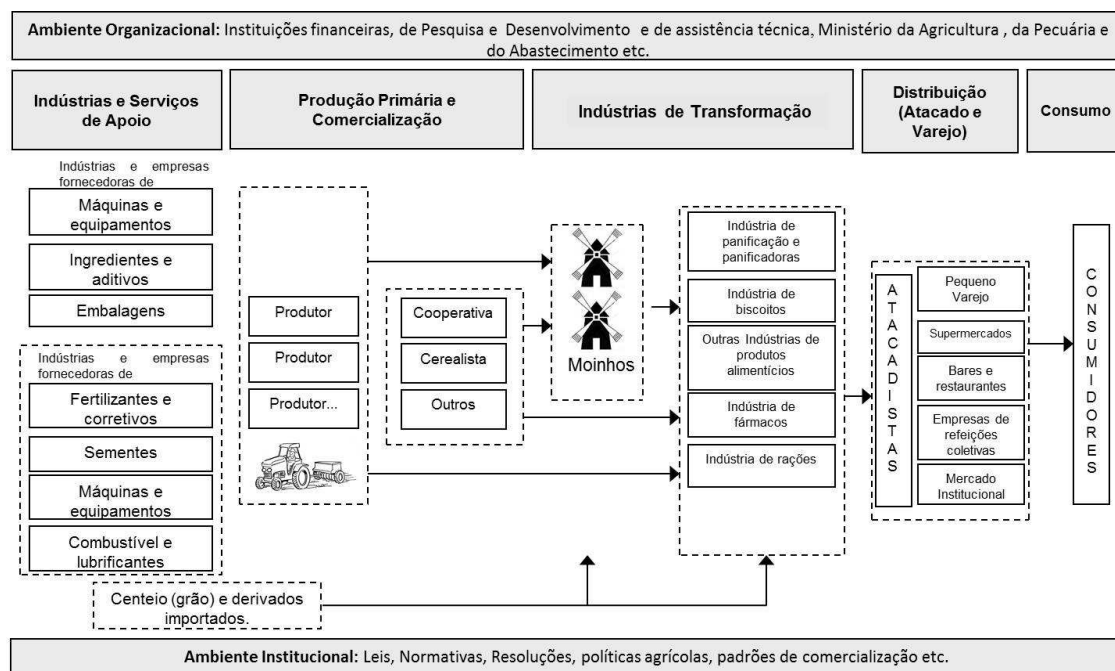 Ambiente Organizacional: Instituições financeiras, de Pesquisa e Desenvolvimento e de assistência técnica, Ministério da Agricultura , da Pecuária e
do Abastecimento etc.
Indústrias e Serviços
de Apoio
Produção Primária e
Comercialização
Indústrias de Transformação
Distribuição
(Atacado e
Varejo)
Consumo
Indústrias e empresas
fornecedoras de
Máquinas e
equipamentos
Ingredientes e
aditivos
Embalagens
Indústrias e empresas
fornecedoras de
Fertilizantes e
corretivos
Sementes
Máquinas e
equipamentos
Combustível e
lubrificantes
Produtor
Produtor
Produtor...
Cooperativa
Cerealista
Outros
Moinhos
Indústria de
panificação e
panificadoras
Indústria de
biscoitos
Outras Indústrias de
produtos
alimentícios
Indústria de
fármacos
Indústria de rações
ATACADISTAS
Pequeno
Varejo
Supermercados
Bares e
restaurantes
Empresas de
refeições
coletivas
Mercado
Institucional
CONSUMIDORES
Centeio (grão) e derivados
importados.
Ambiente Institucional: Leis, Normativas, Resoluções, políticas agrícolas, padrões de comercialização etc.